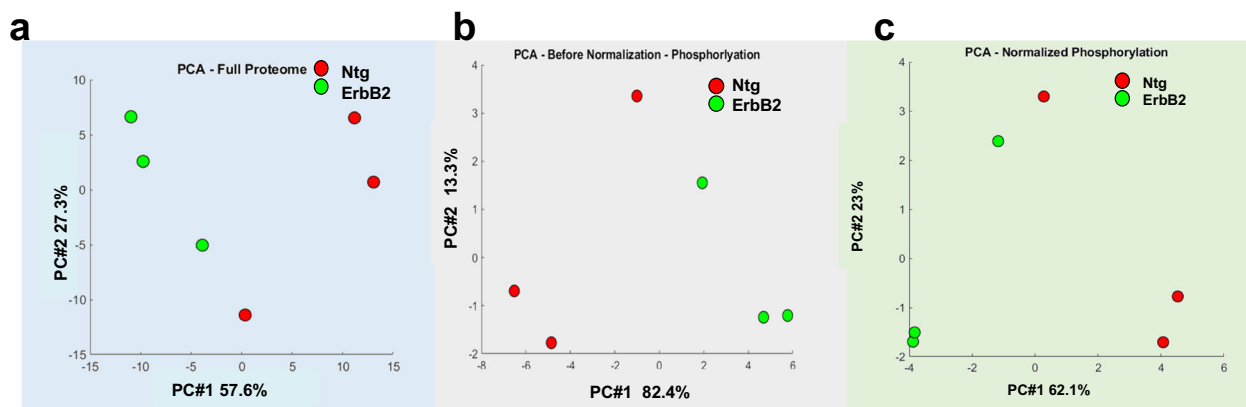 a
PCA - Full Proteome
Ntg
ErbB2
10
5
0
-5
-10
-15
-15
-10
-5
0
5
10
15
PC#2 27.3%
PC#1 57.6%
b
PCA - Before Normalization - Phosphorlyation
Ntg
ErbB2
4
3
2
1
0
-1
-2
-8
-6
-4
-2
0
2
4
6
PC#2 13.3%
PC#1 82.4%
c
PCA - Normalized Phosphorylation
Ntg
ErbB2
4
3
2
1
0
-1
-2
-4
-2
0
2
4
6
PC#2 23%
PC#1 62.1%